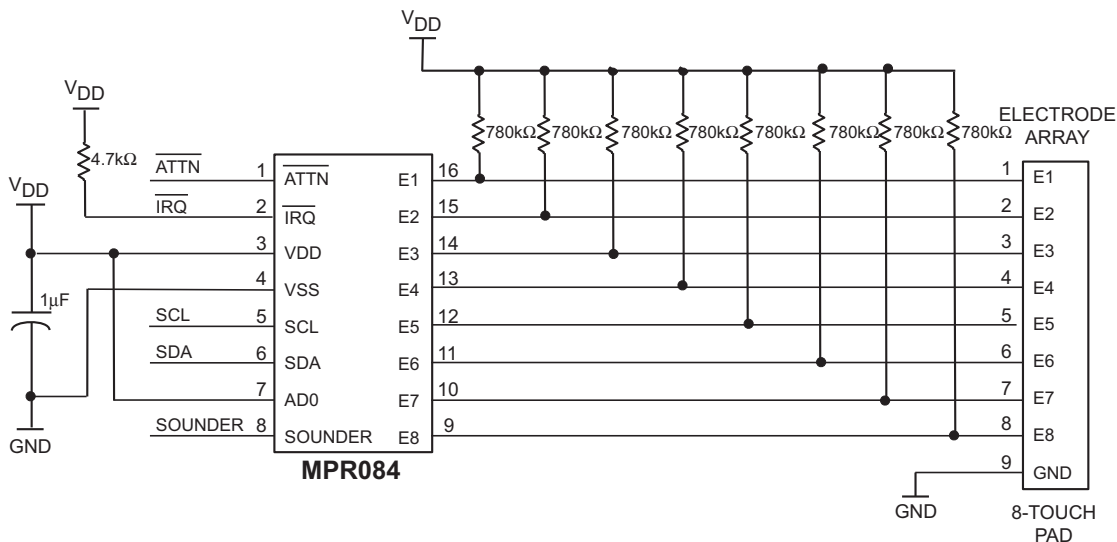 VDD
VDD
4.7kΩ
VDD
1μF
GND
ATTN
IRQ
SCL
SDA
SOUNDER
1
2
3
4
5
6
7
8
ATTN
IRQ
VDD
VSS
SCL
SDA
AD0
SOUNDER
E1
E2
E3
E4
E5
E6
E7
E8
16
15
14
13
12
11
10
9
MPR084
780kΩ 780kΩ 780kΩ 780kΩ 780kΩ 780kΩ 780kΩ 780kΩ
ELECTRODE
ARRAY
1 E1
2 E2
3 E3
4 E4
5 E5
6 E6
7 E7
8 E8
9 GND
GND
8-TOUCH
PAD